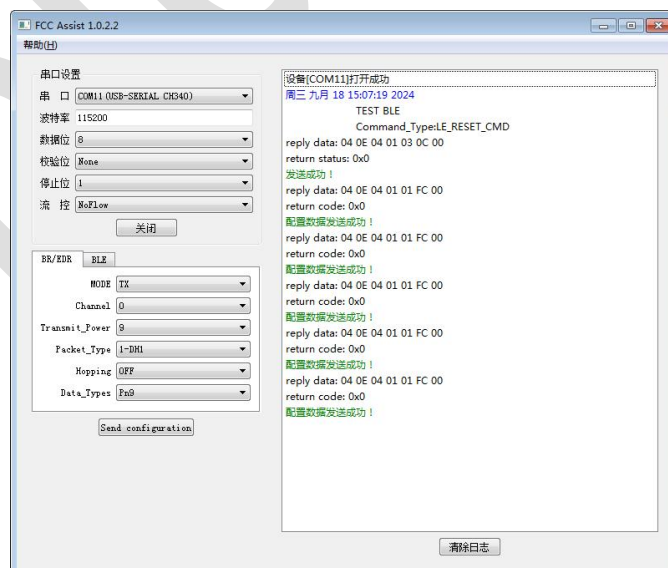 FCC Assist 1.0.2.2
帮助(H)
串口设置
串 口 COM11 (USB-SERIAL CH340)
波特率 115200
数据位 8
校验位 None
停止位 1
流 控 NoFlow
关闭
BR/EDR BLE
MODE TX
Channel 0
Transmit_Power 9
Packet_Type 1-DH1
Hopping OFF
Data_Types Pn9
Send configuration
设备[COM11]打开成功
周三 九月 18 15:07:19 2024
TEST BLE
Command_Type:LE_RESET_CMD
reply data: 04 0E 04 01 03 0C 00
return status: 0x0
发送成功！
reply data: 04 0E 04 01 01 FC 00
return code: 0x0
配置数据发送成功！
reply data: 04 0E 04 01 01 FC 00
return code: 0x0
配置数据发送成功！
reply data: 04 0E 04 01 01 FC 00
return code: 0x0
配置数据发送成功！
reply data: 04 0E 04 01 01 FC 00
return code: 0x0
配置数据发送成功！
reply data: 04 0E 04 01 01 FC 00
return code: 0x0
配置数据发送成功！
清除日志